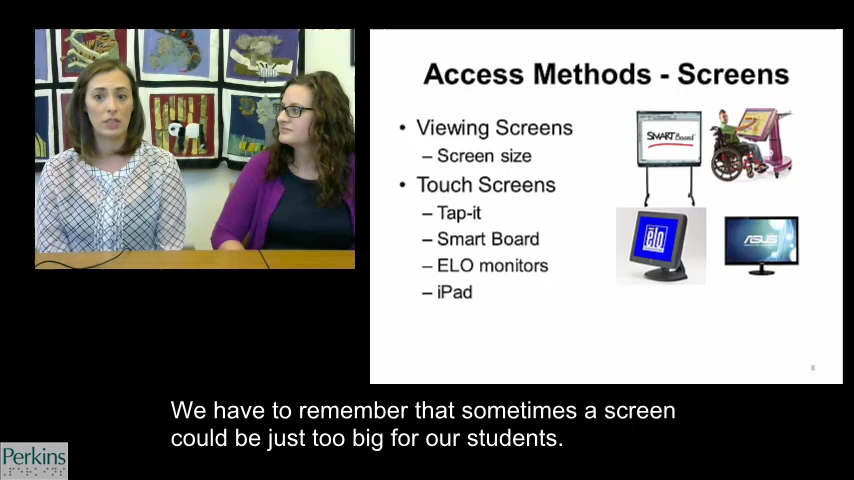 Access Methods - Screens
• Viewing Screens
– Screen size
• Touch Screens
– Tap-it
– Smart Board
– ELO monitors
– iPad
SMART Board
elo
ASUS
8
We have to remember that sometimes a screen
could be just too big for our students.
Perkins